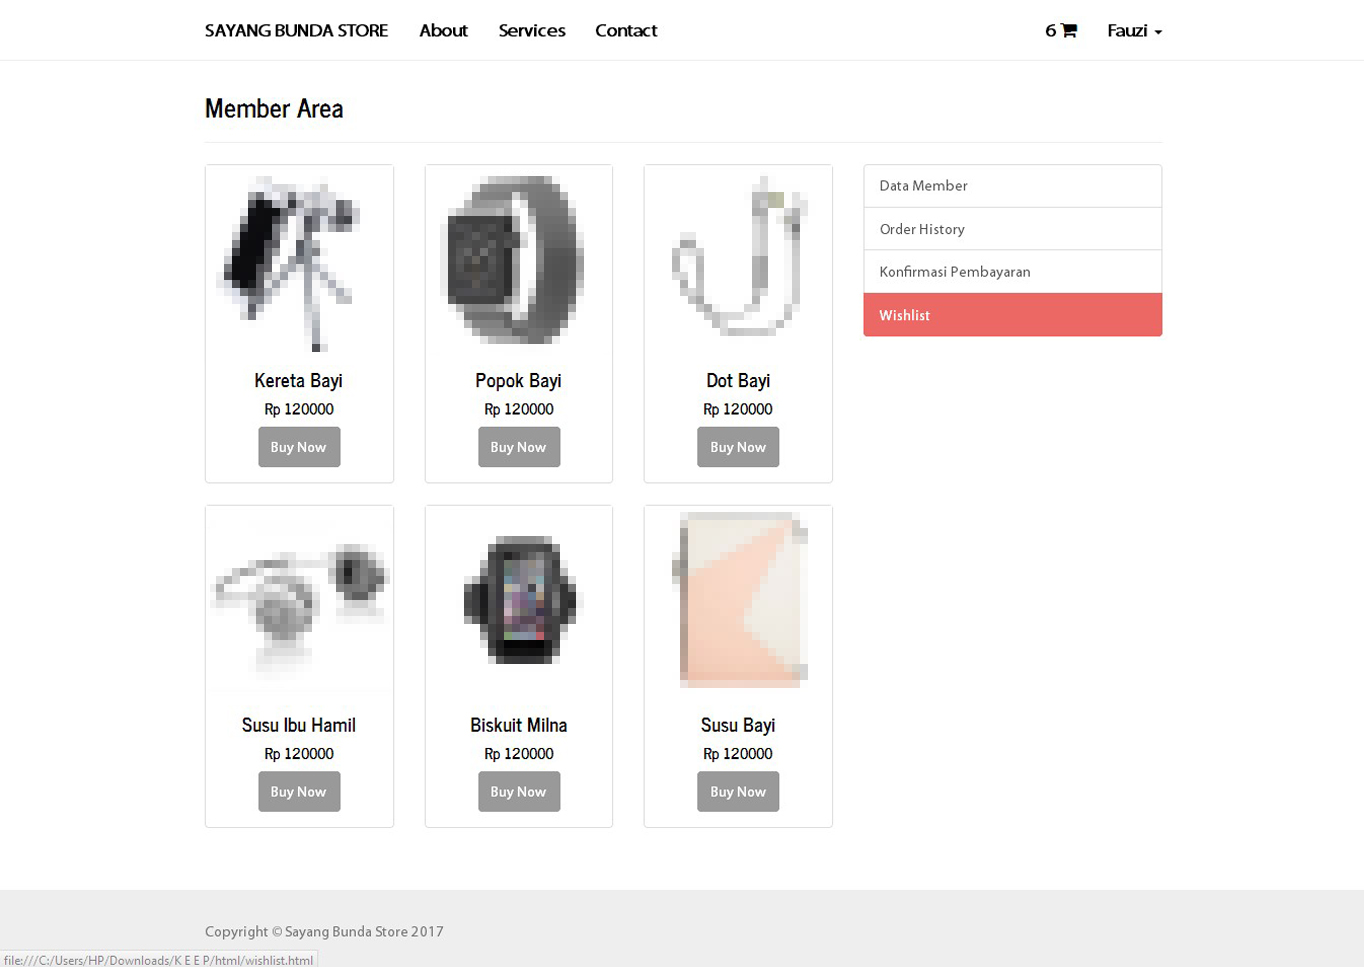 SAYANG BUNDA STORE About Services Contact 6 Fauzi
Member Area
Kereta Bayi
Rp 120000
Buy Now
Popok Bayi
Rp 120000
Buy Now
Dot Bayi
Rp 120000
Buy Now
Susu Ibu Hamil
Rp 120000
Buy Now
Biskuit Milna
Rp 120000
Buy Now
Susu Bayi
Rp 120000
Buy Now
Data Member
Order History
Konfirmasi Pembayaran
Wishlist
Copyright © Sayang Bunda Store 2017
file:///C:/Users/HP/Downloads/K E E P/html/wishlist.html